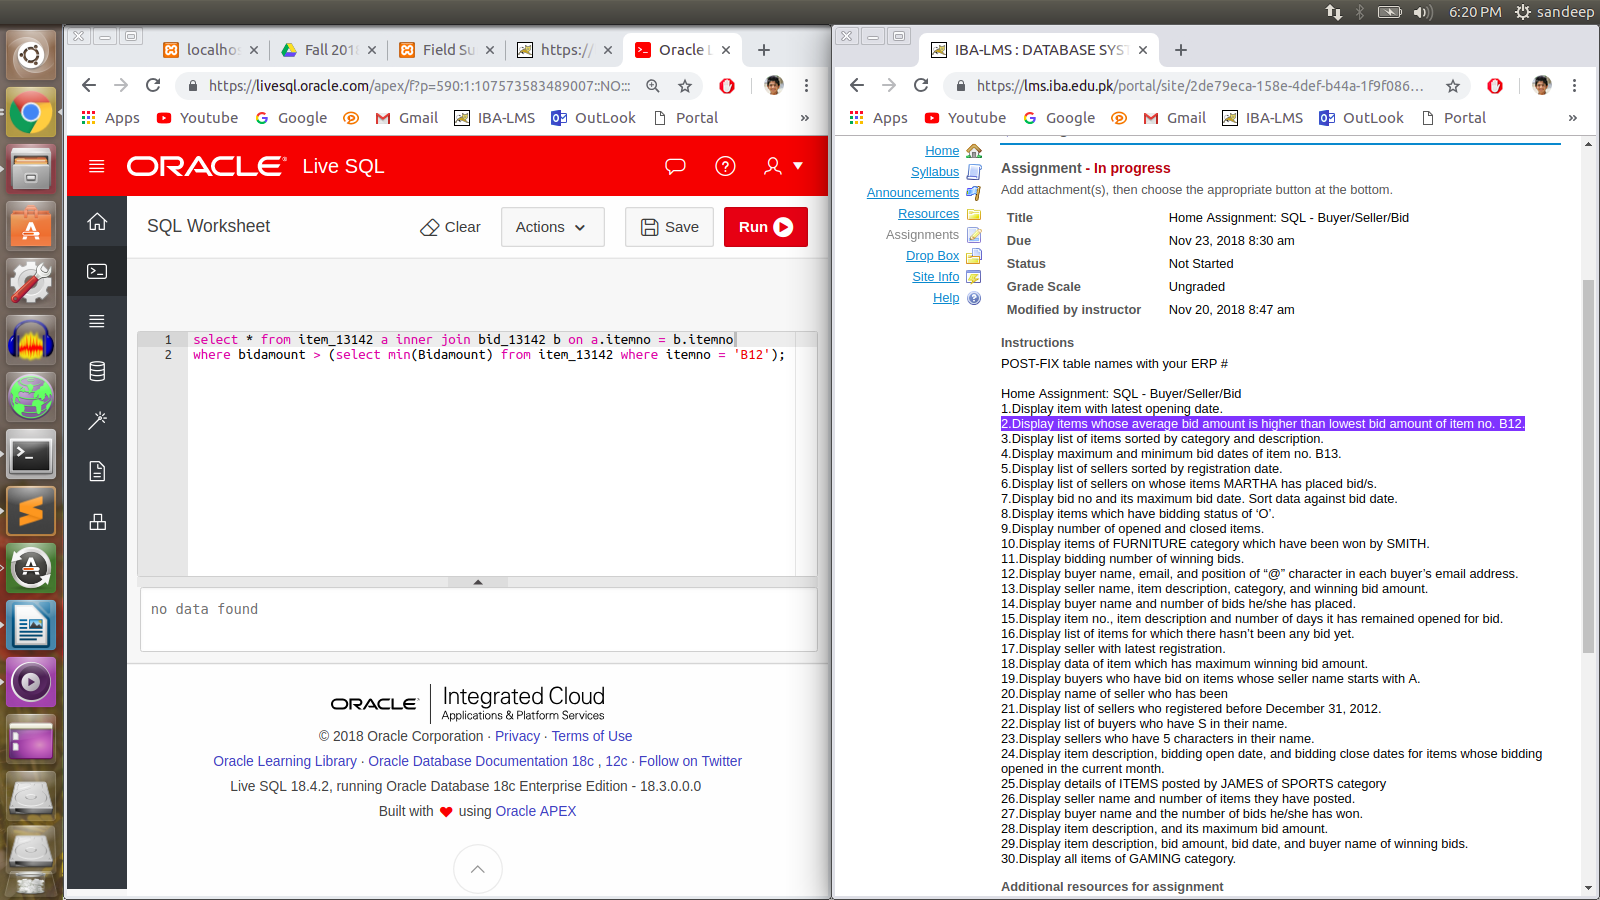 6:20 PM
sandeep
localho
Fall 201
Field Su
https://
Oracle L
https://livesql.oracle.com/apex/f?p=590:1:107573583489007::NO:::
Apps YouTube Google Gmail IBA-LMS OutLook Portal »
ORACLE Live SQL
SQL Worksheet
Clear Actions Save Run
1 select * from item_13142 a inner join bid_13142 b on a.itemno = b.itemno
2 where bidamount > (select min(Bidamount) from item_13142 where itemno = 'B12');
no data found
ORACLE Integrated Cloud
Applications & Platform Services
© 2018 Oracle Corporation · Privacy · Terms of Use
Oracle Learning Library · Oracle Database Documentation 18c , 12c · Follow on Twitter
Live SQL 18.4.2, running Oracle Database 18c Enterprise Edition - 18.3.0.0.0
Built with ♥ using Oracle APEX
IBA-LMS : DATABASE SYST
https://lms.iba.edu.pk/portal/site/2de79eca-158e-4def-b44a-1f9f086...
Apps YouTube Google Gmail IBA-LMS OutLook Portal »
Home
Syllabus
Announcements
Resources
Assignments
Drop Box
Site Info
Help
Assignment - In progress
Add attachment(s), then choose the appropriate button at the bottom.
Title Home Assignment: SQL - Buyer/Seller/Bid
Due Nov 23, 2018 8:30 am
Status Not Started
Grade Scale Ungraded
Modified by instructor Nov 20, 2018 8:47 am
Instructions
POST-FIX table names with your ERP #
Home Assignment: SQL - Buyer/Seller/Bid
1.Display item with latest opening date.
2.Display items whose average bid amount is higher than lowest bid amount of item no. B12.
3.Display list of items sorted by category and description.
4.Display maximum and minimum bid dates of item no. B13.
5.Display list of sellers sorted by registration date.
6.Display list of sellers on whose items MARTHA has placed bid/s.
7.Display bid no and its maximum bid date. Sort data against bid date.
8.Display items which have bidding status of ‘O’.
9.Display number of opened and closed items.
10.Display items of FURNITURE category which have been won by SMITH.
11.Display bidding number of winning bids.
12.Display buyer name, email, and position of “@” character in each buyer’s email address.
13.Display seller name, item description, category, and winning bid amount.
14.Display buyer name and number of bids he/she has placed.
15.Display item no., item description and number of days it has remained opened for bid.
16.Display list of items for which there hasn’t been any bid yet.
17.Display seller with latest registration.
18.Display data of item which has maximum winning bid amount.
19.Display buyers who have bid on items whose seller name starts with A.
20.Display name of seller who has been
21.Display list of sellers who registered before December 31, 2012.
22.Display list of buyers who have S in their name.
23.Display sellers who have 5 characters in their name.
24.Display item description, bidding open date, and bidding close dates for items whose bidding
opened in the current month.
25.Display details of ITEMS posted by JAMES of SPORTS category
26.Display seller name and number of items they have posted.
27.Display buyer name and the number of bids he/she has won.
28.Display item description, and its maximum bid amount.
29.Display item description, bid amount, bid date, and buyer name of winning bids.
30.Display all items of GAMING category.
Additional resources for assignment